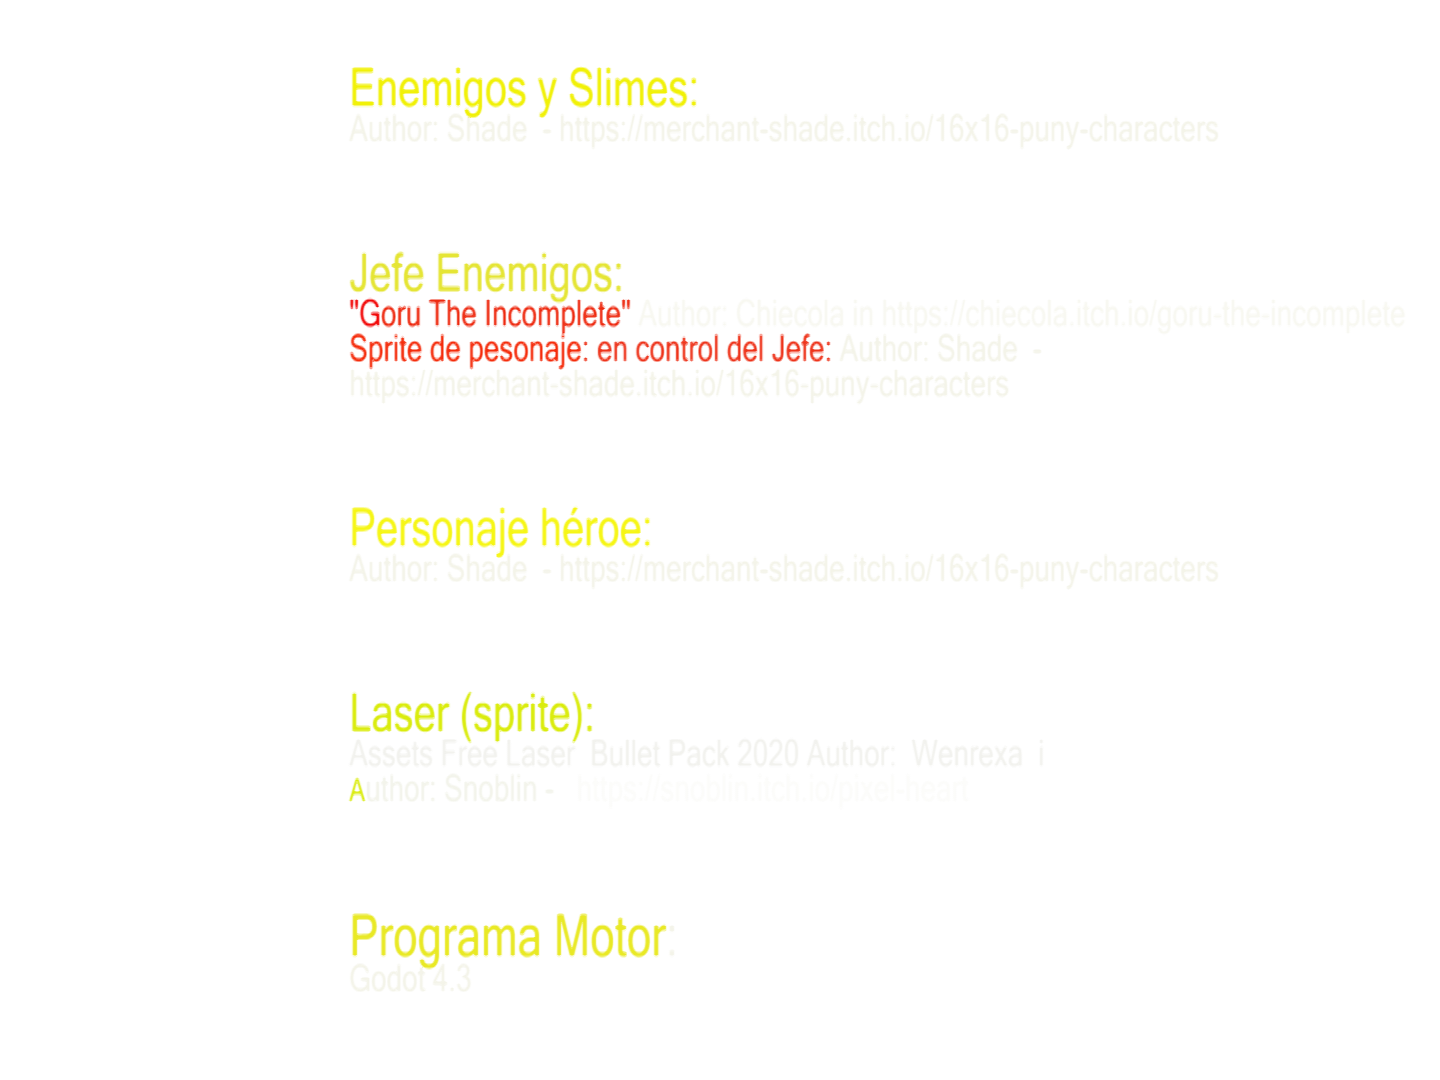 Enemigos y Slimes:
Author: Shade - https://merchant-shade.itch.io/16x16-puny-characters
Jefe Enemigos:
"Goru The Incomplete" Author: Chiecola in https://chiecola.itch.io/goru-the-incomplete
Sprite de pesonaje: en control del Jefe: Author: Shade -
https://merchant-shade.itch.io/16x16-puny-characters
Personaje héroe:
Author: Shade - https://merchant-shade.itch.io/16x16-puny-characters
Laser (sprite):
Assets Free Laser Bullet Pack 2020 Author: Wenrexa i
Author: Snoblin - https://snoblin.itch.io/pixel-heart
Programa Motor:
Godot 4.3